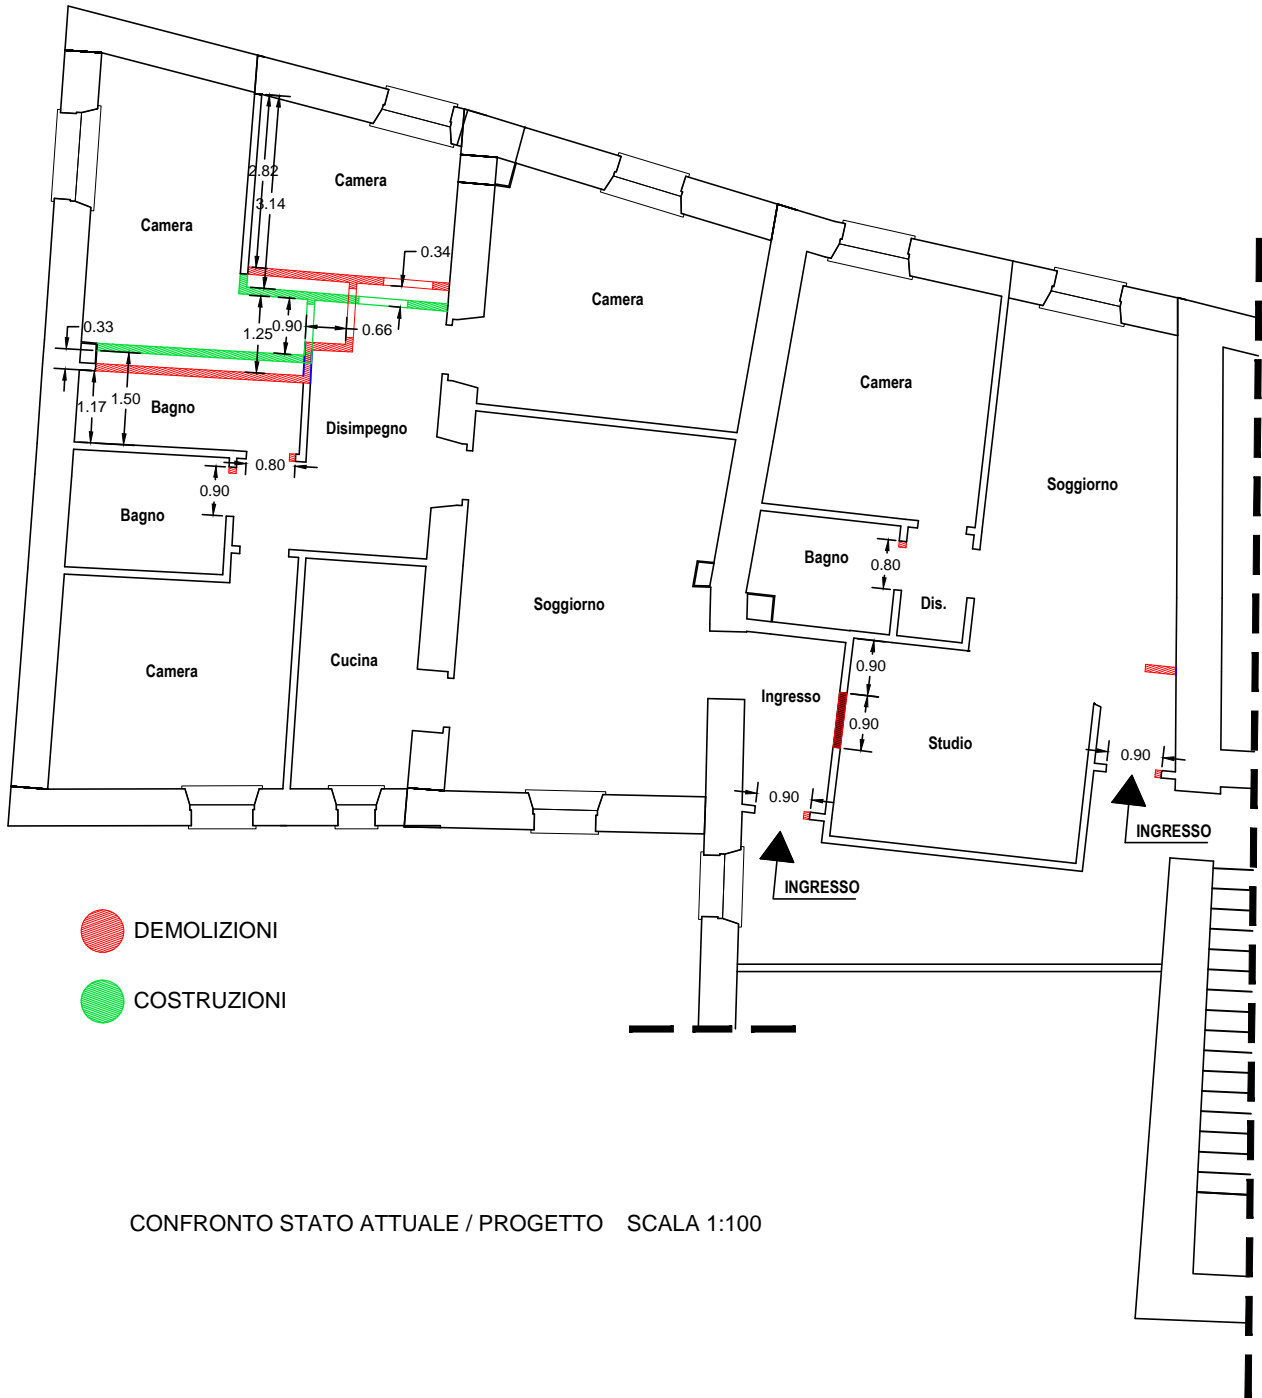 2.82
Camera
3.14
Camera
0.34
Camera
0.33
1.25
0.90
0.66
1.17
1.50
Bagno
Disimpegno
0.80
0.90
Bagno
Camera
Cucina
Soggiorno
Camera
Soggiorno
Bagno
0.80
Dis.
0.90
Ingresso
0.90
Studio
0.90
0.90
INGRESSO
INGRESSO
DEMOLIZIONI
COSTRUZIONI
CONFRONTO STATO ATTUALE / PROGETTO SCALA 1:100